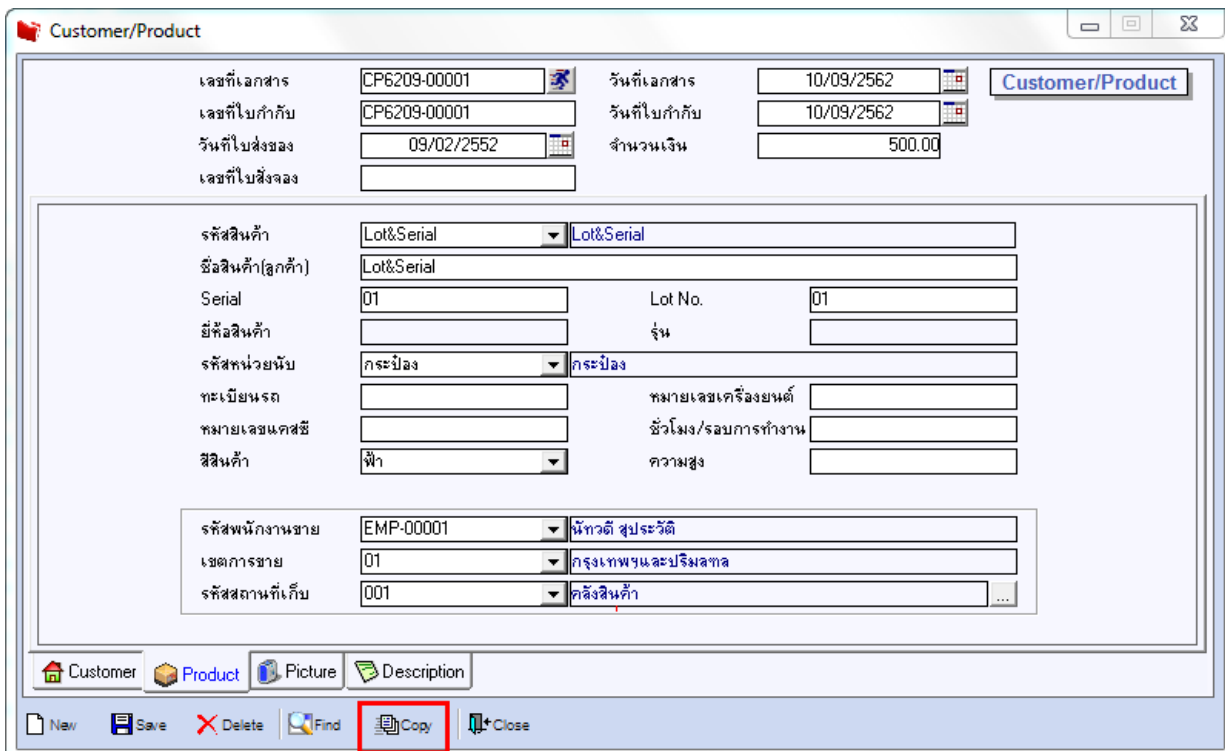 Customer/Product
เลขที่เอกสาร CP6209-00001 วันที่เอกสาร 10/09/2562 Customer/Product
เลขที่ใบกำกับ CP6209-00001 วันที่ใบกำกับ 10/09/2562
วันที่ใบส่งของ 09/02/2552 จำนวนเงิน 500.00
เลขที่ใบสั่งจอง
รหัสสินค้า Lot&Serial Lot&Serial
ชื่อสินค้า(ลูกค้า) Lot&Serial
Serial 01 Lot No. 01
ยี่ห้อสินค้า รุ่น
รหัสหน่วยนับ กระป๋อง กระป๋อง
ทะเบียนรถ หมายเลขเครื่องยนต์
หมายเลขแคสซี ชั่วโมง/รอบการทำงาน
สีสินค้า ฟ้า ความสูง
รหัสพนักงานขาย EMP-00001 นัทวดี สุประวัติ
เขตการขาย 01 กรุงเทพฯและปริมลฑล
รหัสสถานที่เก็บ 001 คลังสินค้า ...
Customer Product Picture Description
New Save Delete Find Copy Close